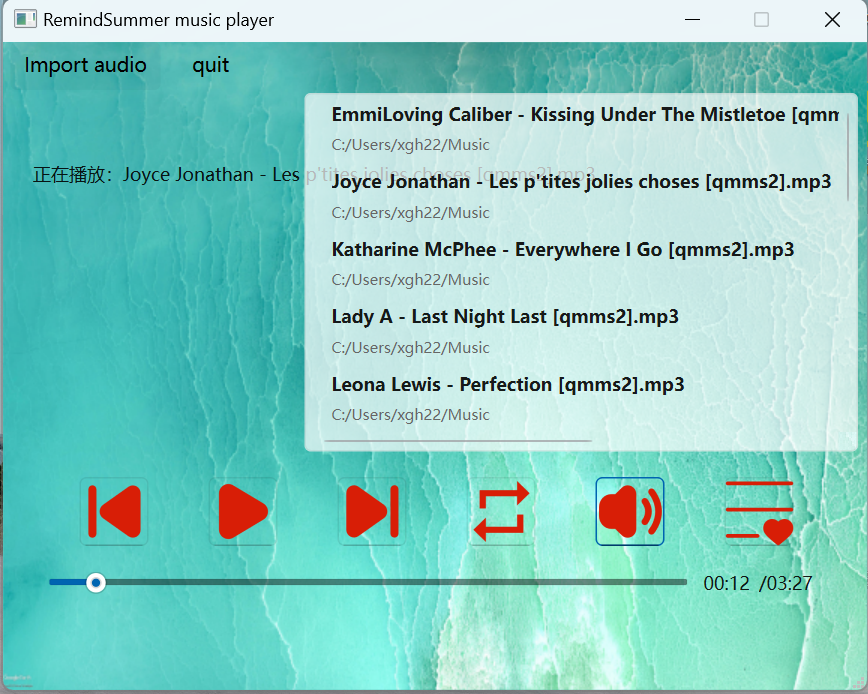 RemindSummer music player
Import audio quit
EmmiLoving Caliber - Kissing Under The Mistletoe [qmm
C:/Users/xgh22/Music
正在播放：Joyce Jonathan - Les p'tites jolies choses [qmms2].mp3
Joyce Jonathan - Les p'tites jolies choses [qmms2].mp3
C:/Users/xgh22/Music
Katharine McPhee - Everywhere I Go [qmms2].mp3
C:/Users/xgh22/Music
Lady A - Last Night Last [qmms2].mp3
C:/Users/xgh22/Music
Leona Lewis - Perfection [qmms2].mp3
C:/Users/xgh22/Music
00:12 /03:27